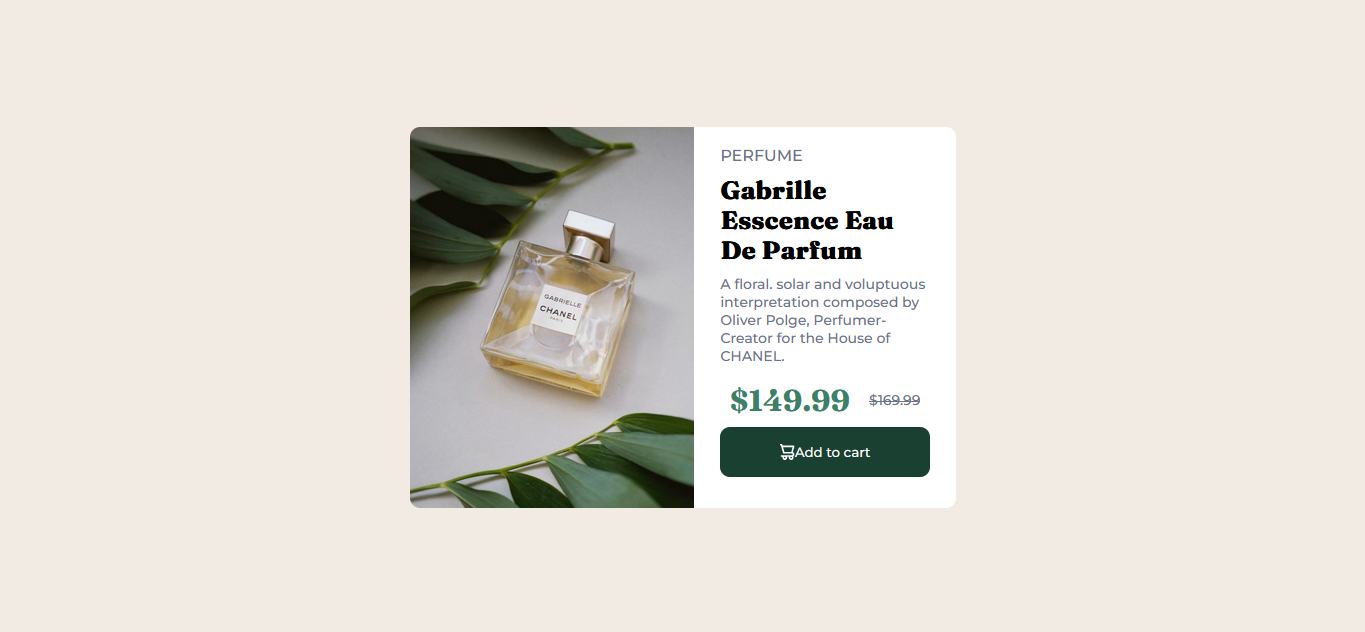 PERFUME
Gabrille
Esscence Eau
De Parfum
A floral. solar and voluptuous
interpretation composed by
Oliver Polge, Perfumer-
Creator for the House of
CHANEL.
$149.99 $169.99
Add to cart
GABRIELLE
CHANEL
PARIS